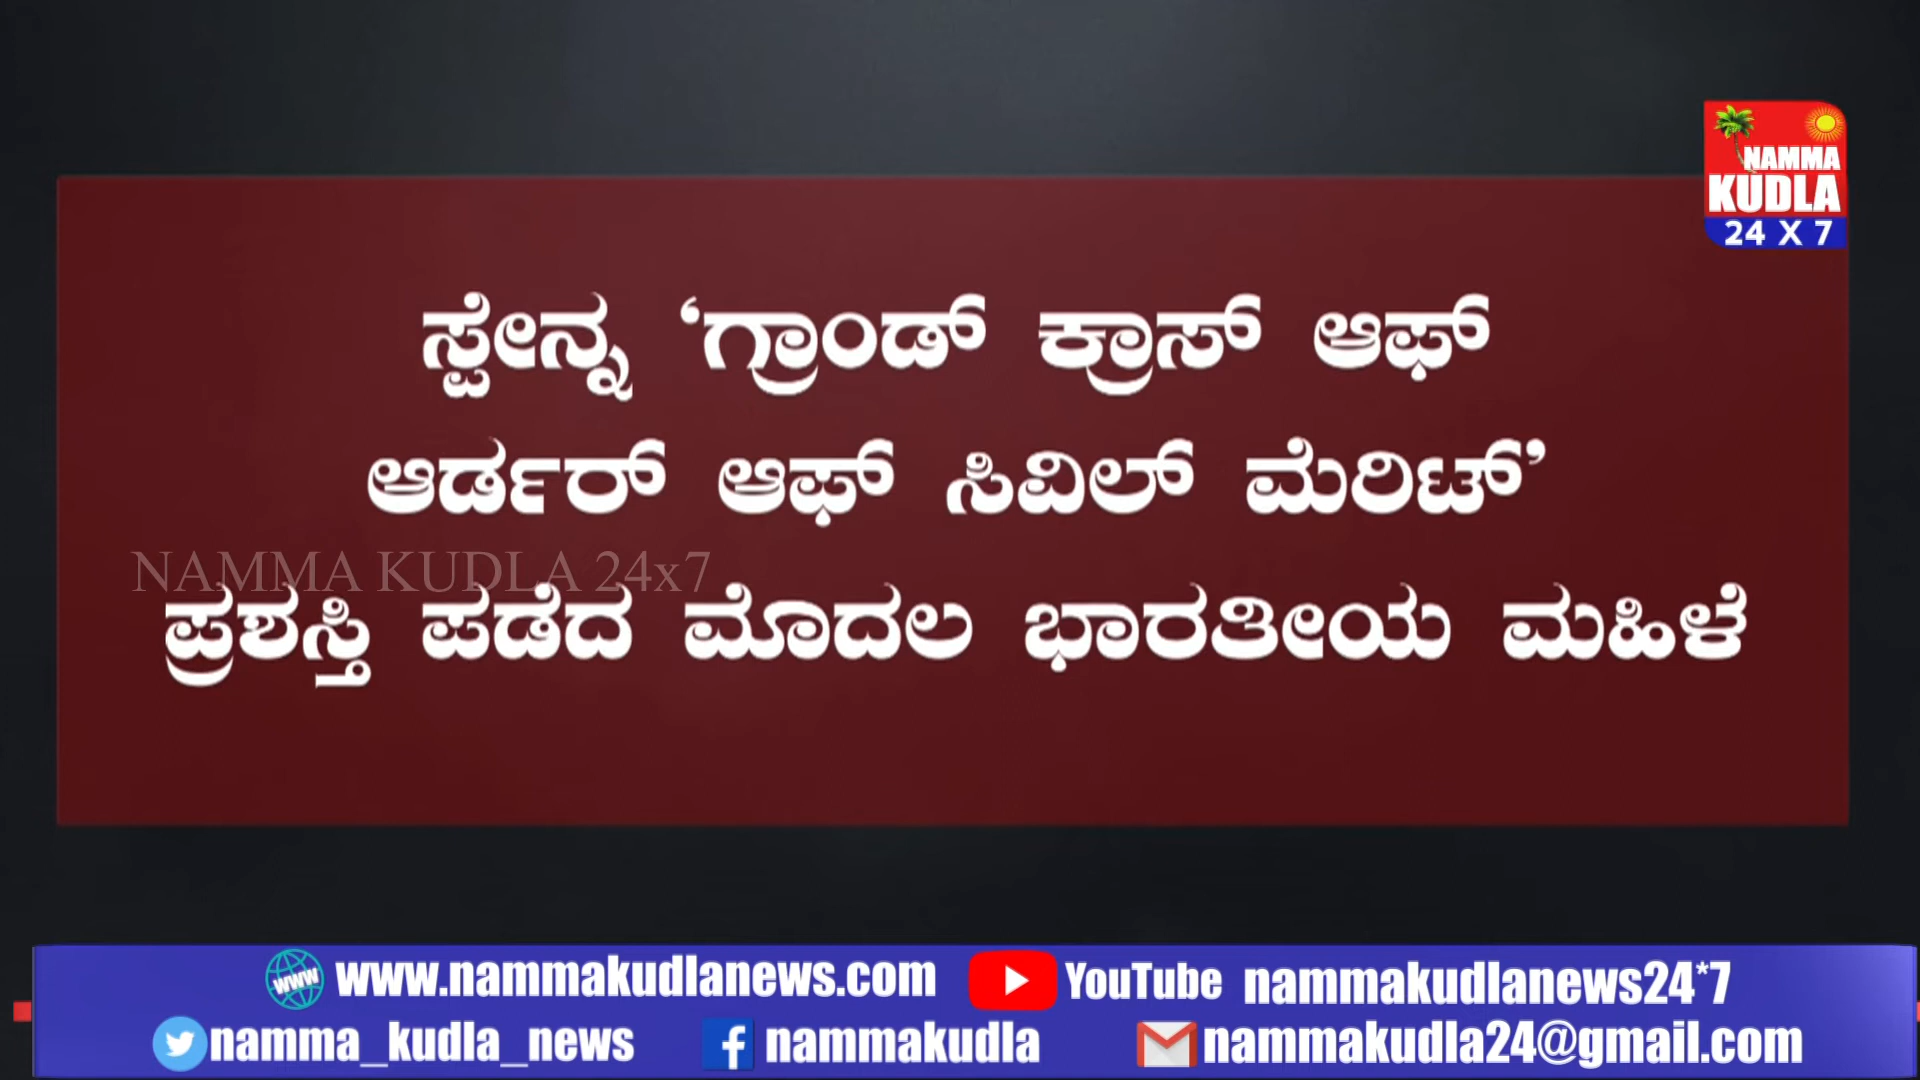 NAMMA
KUDLA
24 X 7
ಸ್ಪೇನ್ನ ‘ಗ್ರಾಂಡ್ ಕ್ರಾಸ್ ಆಫ್
ಆರ್ಡರ್ ಆಫ್ ಸಿವಿಲ್ ಮೆರಿಟ್’
NAMMA KUDLA 24x7
ಪ್ರಶಸ್ತಿ ಪಡೆದ ಮೊದಲ ಭಾರತೀಯ ಮಹಿಳೆ
www www.nammakudlanews.com YouTube nammakudlanews24*7
namma_kudla_news f nammakudla nammakudla24@gmail.com